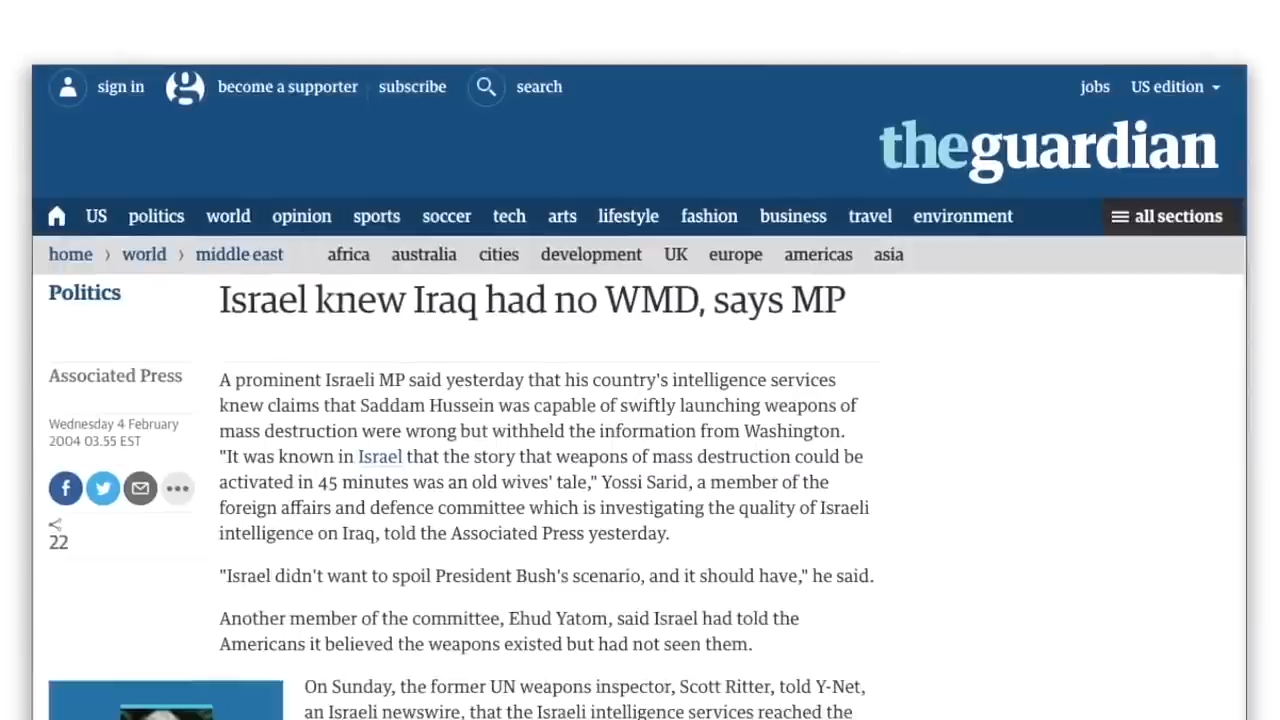 sign in become a supporter subscribe search jobs US edition
theguardian
US politics world opinion sports soccer tech arts lifestyle fashion business travel environment all sections
home › world › middle east africa australia cities development UK europe americas asia
Politics
Israel knew Iraq had no WMD, says MP
Associated Press
Wednesday 4 February
2004 03.55 EST
22
A prominent Israeli MP said yesterday that his country's intelligence services
knew claims that Saddam Hussein was capable of swiftly launching weapons of
mass destruction were wrong but withheld the information from Washington.
"It was known in Israel that the story that weapons of mass destruction could be
activated in 45 minutes was an old wives' tale," Yossi Sarid, a member of the
foreign affairs and defence committee which is investigating the quality of Israeli
intelligence on Iraq, told the Associated Press yesterday.
"Israel didn't want to spoil President Bush's scenario, and it should have," he said.
Another member of the committee, Ehud Yatom, said Israel had told the
Americans it believed the weapons existed but had not seen them.
On Sunday, the former UN weapons inspector, Scott Ritter, told Y-Net,
an Israeli newswire, that the Israeli intelligence services reached the